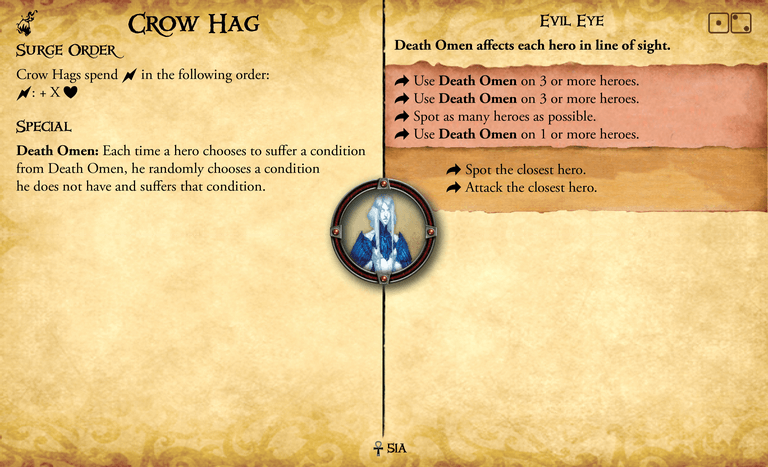 Crow Hag
Surge Order
Crow Hags spend in the following order:
: + X
Special
Death Omen: Each time a hero chooses to suffer a condition
from Death Omen, he randomly chooses a condition
he does not have and suffers that condition.
Evil Eye
Death Omen affects each hero in line of sight.
Use Death Omen on 3 or more heroes.
Use Death Omen on 3 or more heroes.
Spot as many heroes as possible.
Use Death Omen on 1 or more heroes.
Spot the closest hero.
Attack the closest hero.
51A